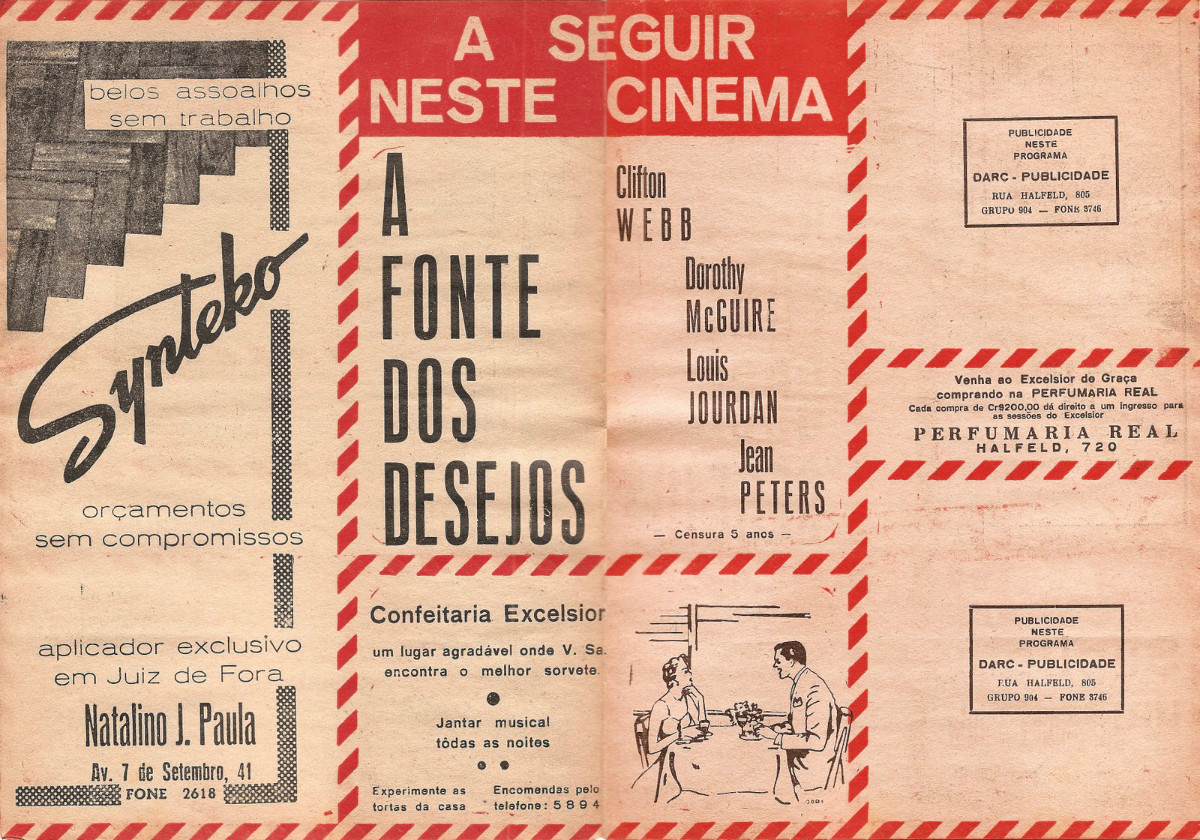 belos assoalhos
sem trabalho
Synteko
orçamentos
sem compromissos
aplicador exclusivo
em Juiz de Fora
Natalino J. Paula
Av. 7 de Setembro, 41
FONE 2618
A SEGUIR
NESTE CINEMA
A
FONTE
DOS
DESEJOS
Clifton
WEBB
Dorothy
McGUIRE
Louis
JOURDAN
Jean
PETERS
— Censura 5 anos —
Confeitaria Excelsior
um lugar agradável onde V. Sa.
encontra o melhor sorvete.
Jantar musical
tôdas as noites
Experimente as
tortas da casa
Encomendas pelo
telefone: 5894
PUBLICIDADE
NESTE
PROGRAMA
DARC - PUBLICIDADE
RUA HALFELD, 805
GRUPO 904 — FONE 3746
Venha ao Excelsior de Graça
comprando na PERFUMARIA REAL
Cada compra de Cr$200,00 dá direito a um ingresso para
as sessões do Excelsior
PERFUMARIA REAL
HALFELD, 720
PUBLICIDADE
NESTE
PROGRAMA
DARC - PUBLICIDADE
RUA HALFELD, 805
GRUPO 904 — FONE 3746